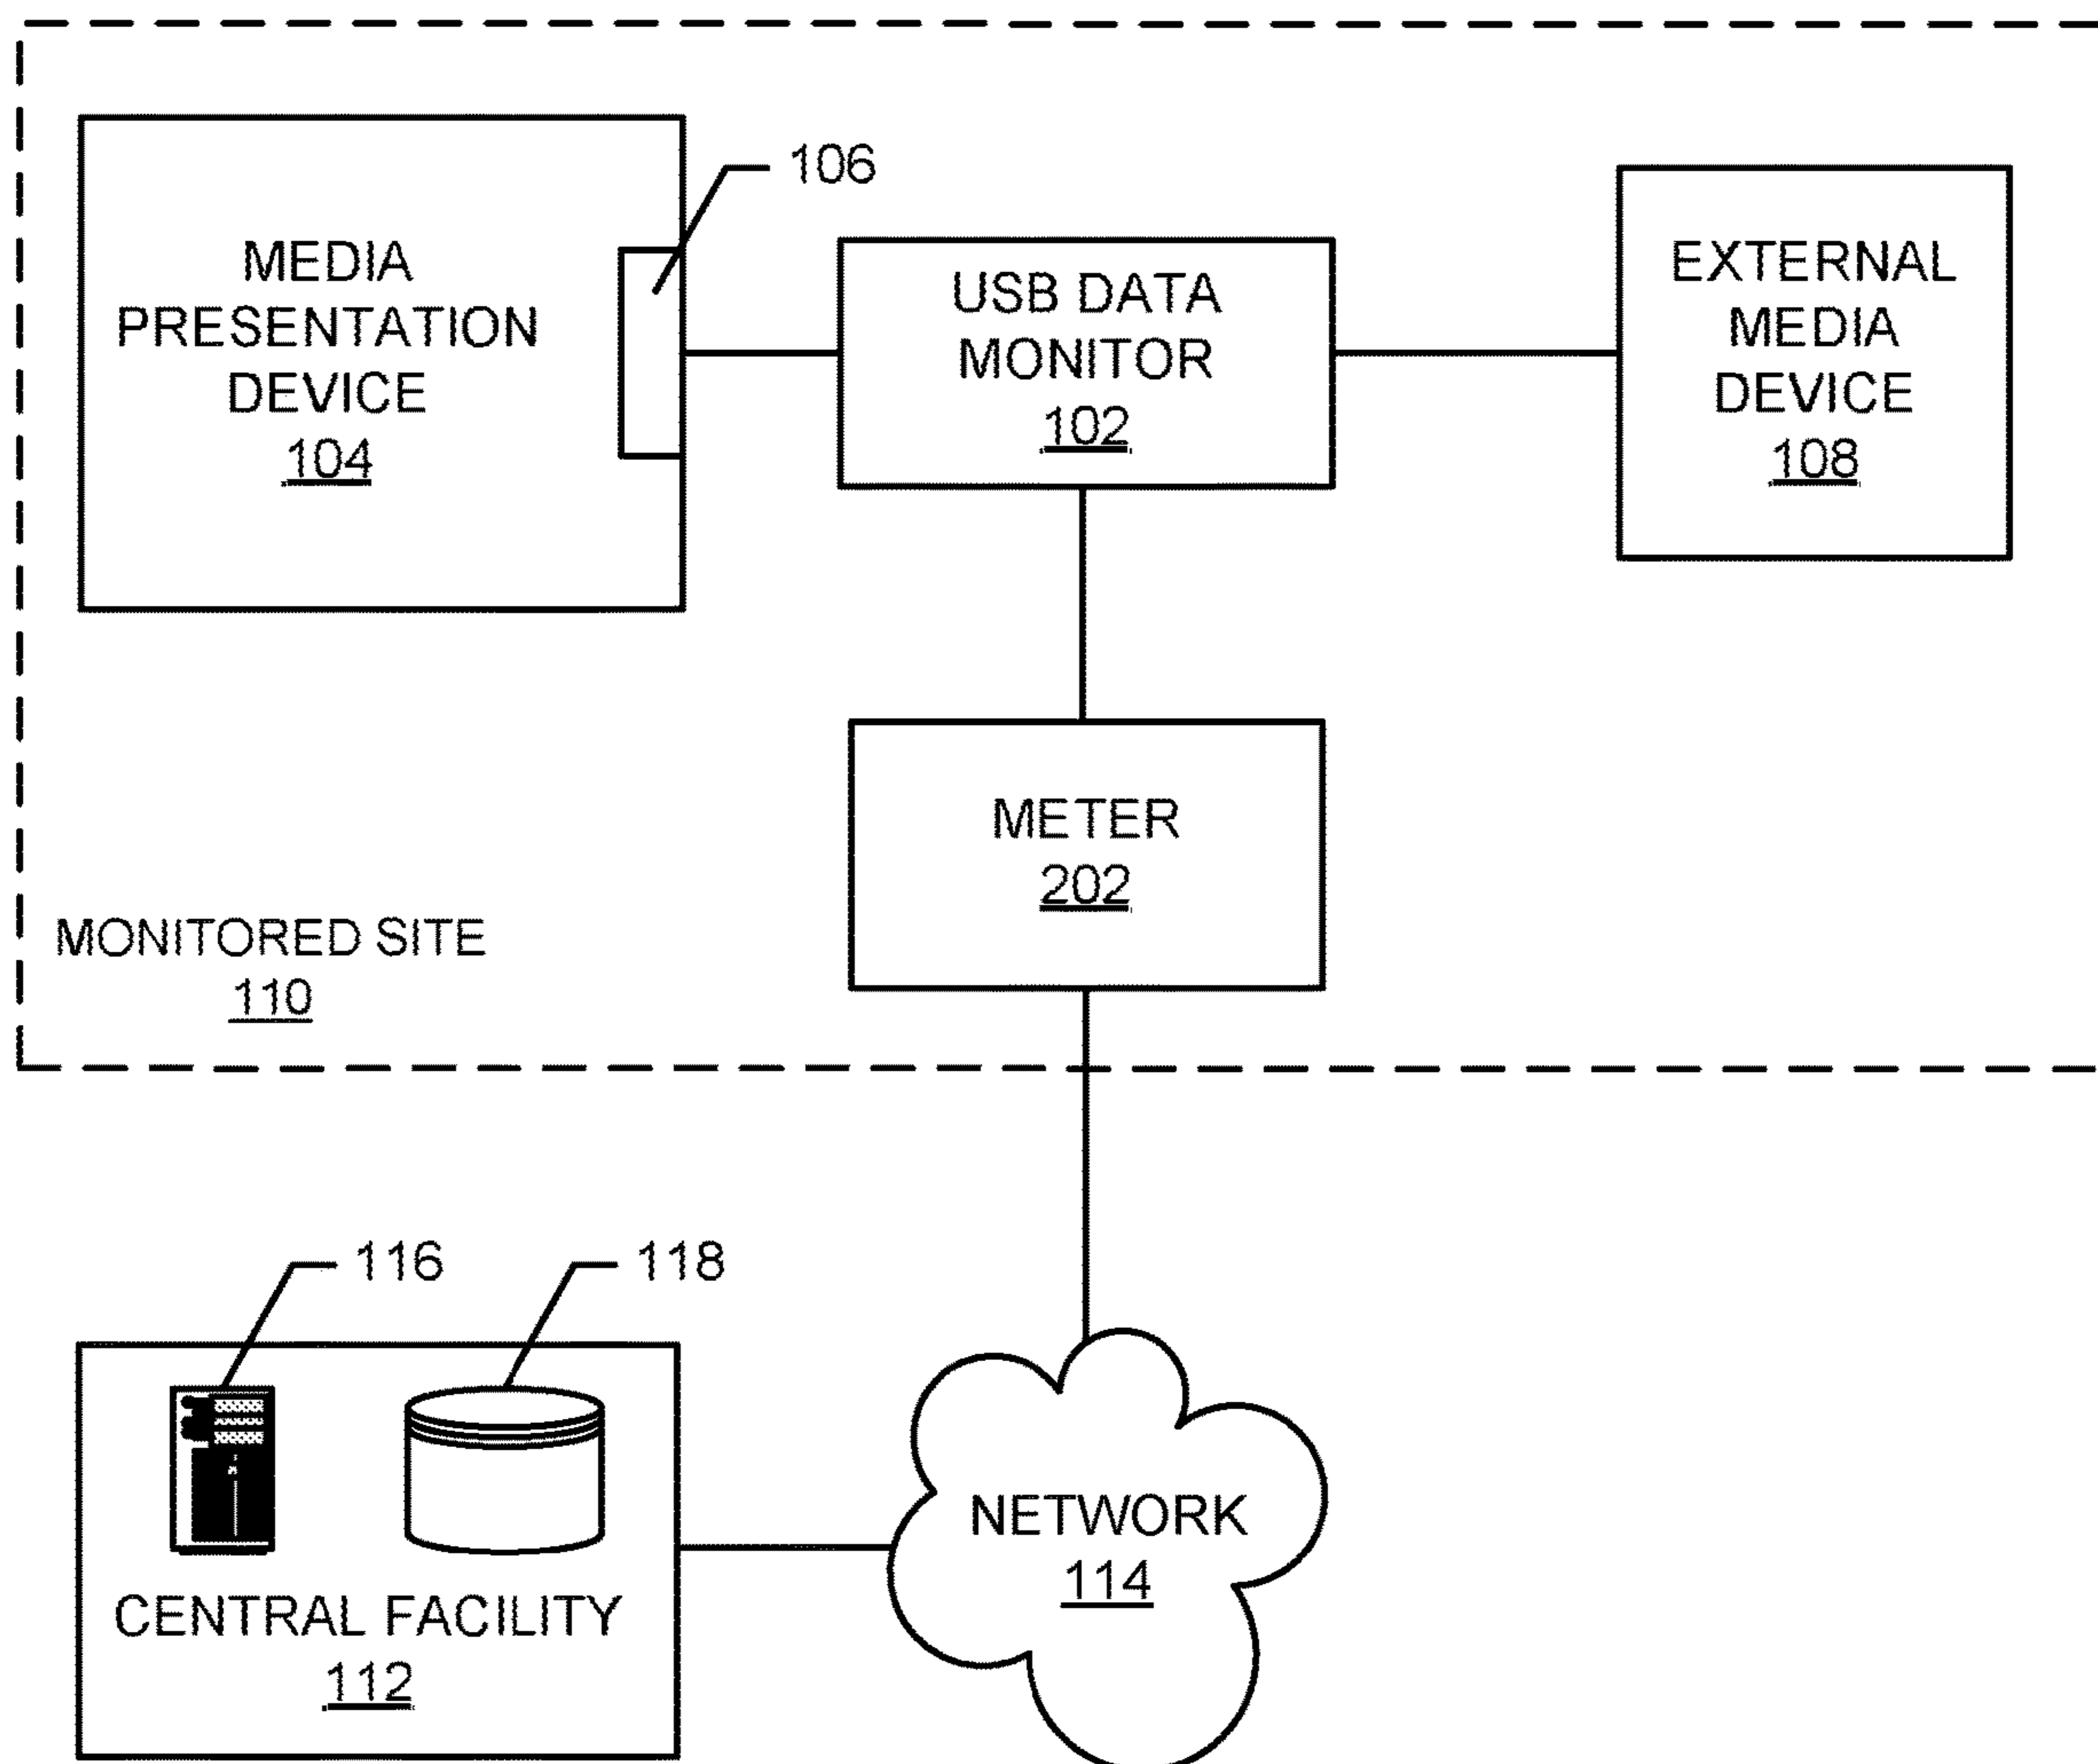 106
MEDIA
PRESENTATION
DEVICE
104
USB DATA
MONITOR
102
EXTERNAL
MEDIA
DEVICE
108
METER
202
MONITORED SITE
110
116
118
CENTRAL FACILITY
112
NETWORK
114